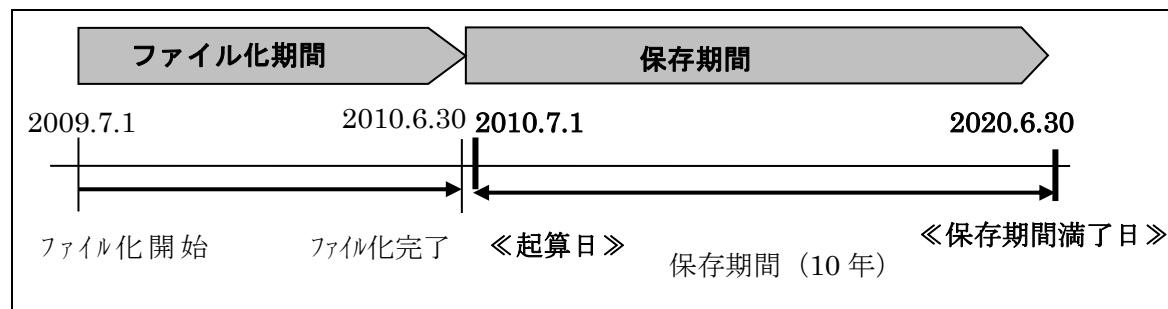 ファイル化期間 保存期間
2009.7.1 2010.6.30 2010.7.1 2020.6.30
ﾌｧｲﾙ化開始 ﾌｧｲﾙ化完了 ≪起算日≫ 保存期間（10 年） ≪保存期間満了日≫